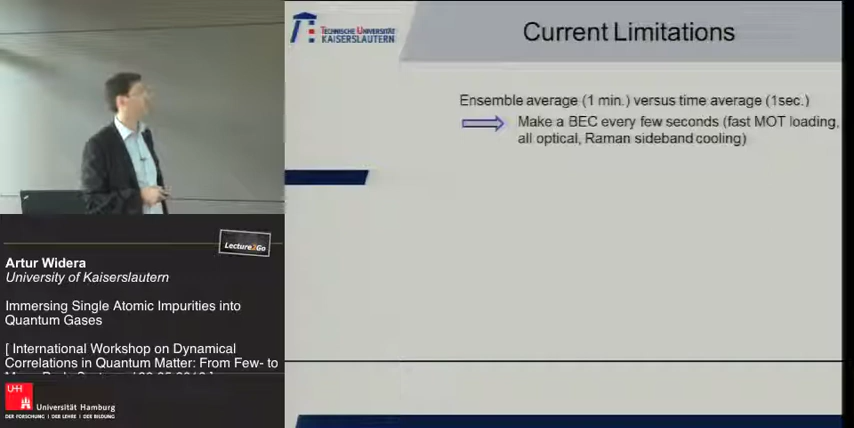 TECHNISCHE UNIVERSITÄT
KAISERSLAUTERN
Current Limitations
Ensemble average (1 min.) versus time average (1sec.)
Make a BEC every few seconds (fast MOT loading,
all optical, Raman sideband cooling)
Lecture2Go
Artur Widera
University of Kaiserslautern
Immersing Single Atomic Impurities into
Quantum Gases
[ International Workshop on Dynamical
Correlations in Quantum Matter: From Few- to
UH
Universität Hamburg
DER FORSCHUNG | DER LEHRE | DER BILDUNG